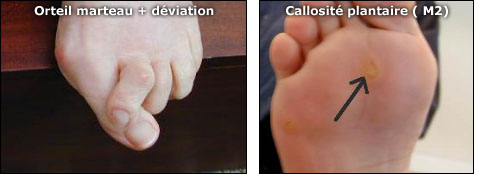 Orteil marteau + déviation
Callosité plantaire ( M2)